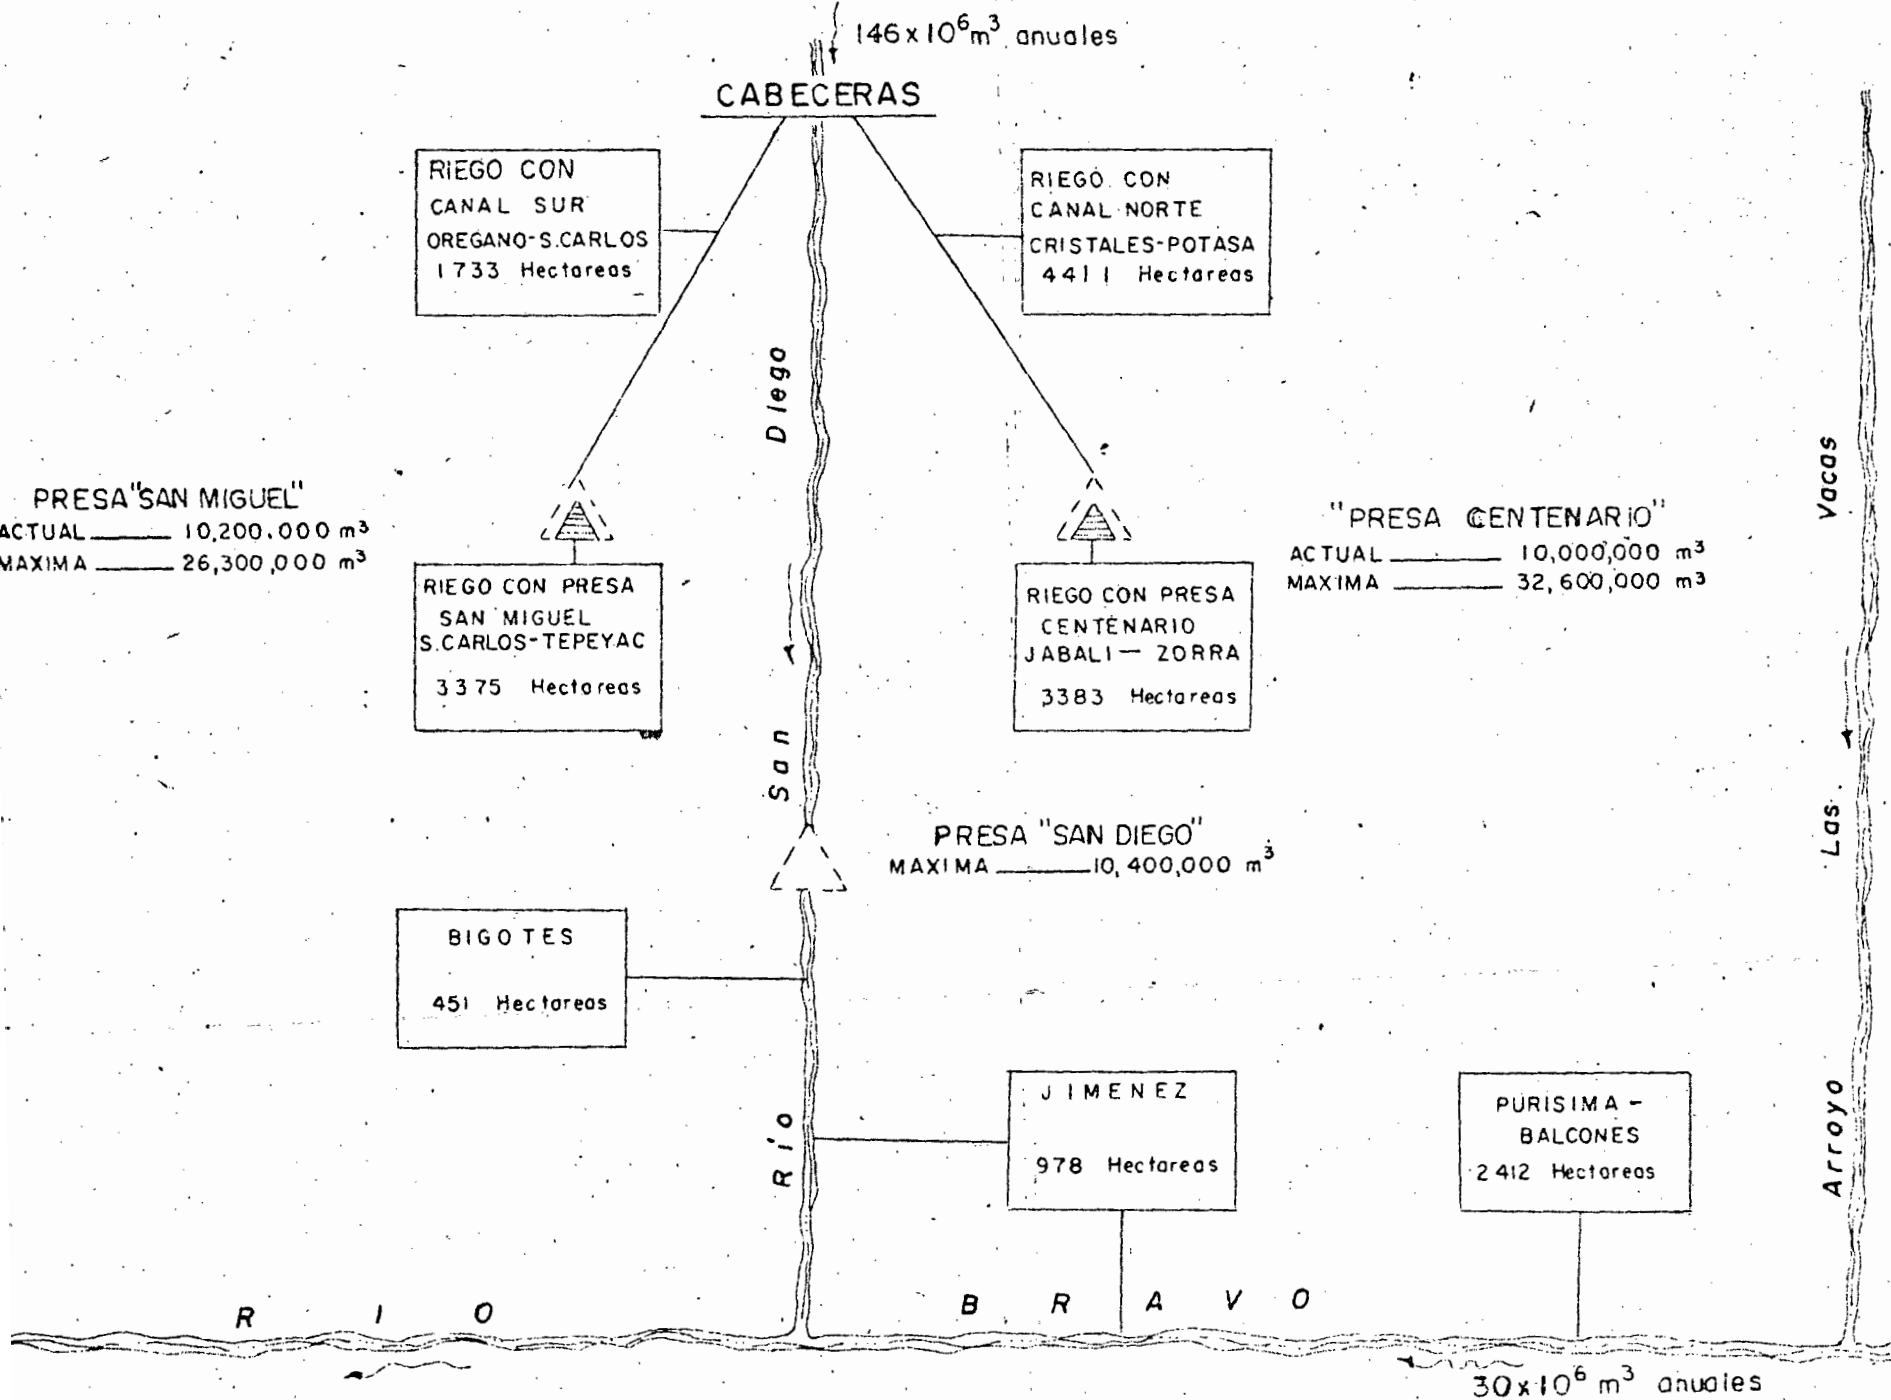 146x10⁶m³ anuales
CABECERAS
RIEGO CON
CANAL SUR
OREGANO-S.CARLOS
1733 Hectareas
RIEGO CON
CANAL NORTE
CRISTALES-POTASA
4411 Hectareas
Diego
San
Río
Vacas
Las
Arroyo
PRESA "SAN MIGUEL"
ACTUAL 10,200.000 m³
MAXIMA 26,300,000 m³
"PRESA CENTENARIO"
ACTUAL 10,000,000 m³
MAXIMA 32,600,000 m³
RIEGO CON PRESA
SAN MIGUEL
S.CARLOS-TEPEYAC
3375 Hectareas
RIEGO CON PRESA
CENTENARIO
JABALI — ZORRA
3383 Hectareas
PRESA "SAN DIEGO"
MAXIMA 10,400,000 m³
BIGOTES
451 Hectareas
JIMENEZ
978 Hectareas
PURISIMA -
BALCONES
2412 Hectareas
RIO BRAVO
30x10⁶ m³ anuales